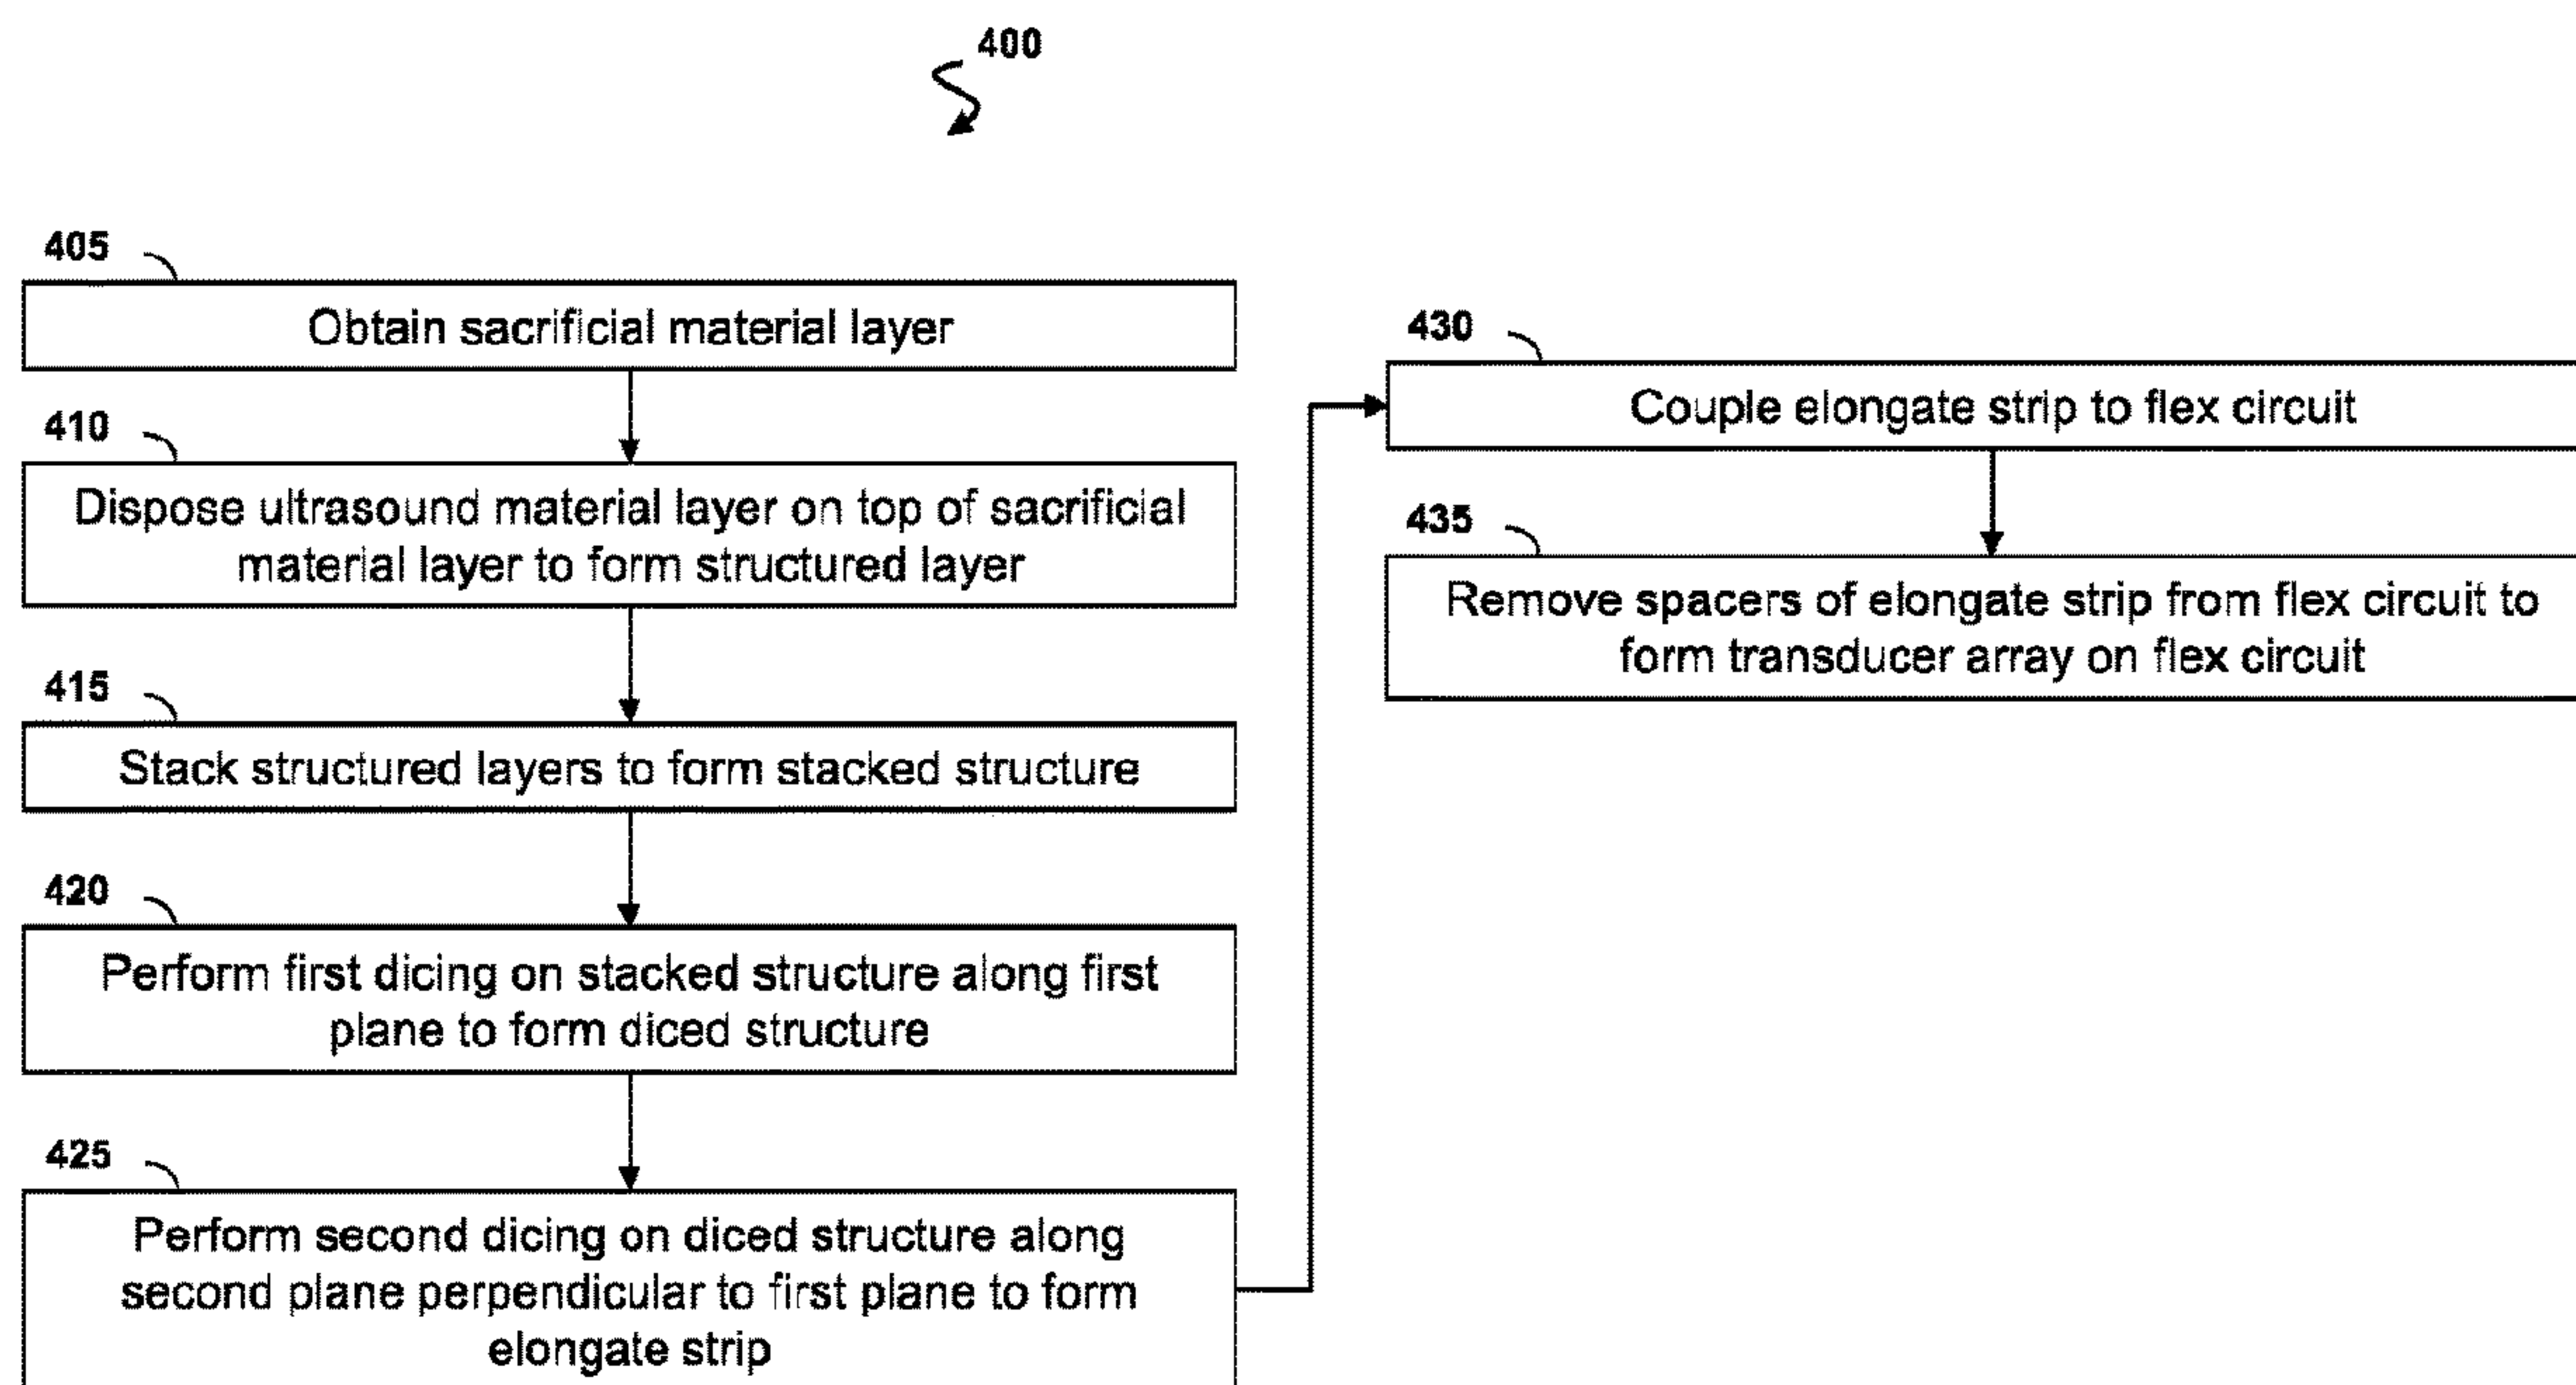 400
405
Obtain sacrificial material layer
410
Dispose ultrasound material layer on top of sacrificial
material layer to form structured layer
415
Stack structured layers to form stacked structure
420
Perform first dicing on stacked structure along first
plane to form diced structure
425
Perform second dicing on diced structure along
second plane perpendicular to first plane to form
elongate strip
430
Couple elongate strip to flex circuit
435
Remove spacers of elongate strip from flex circuit to
form transducer array on flex circuit